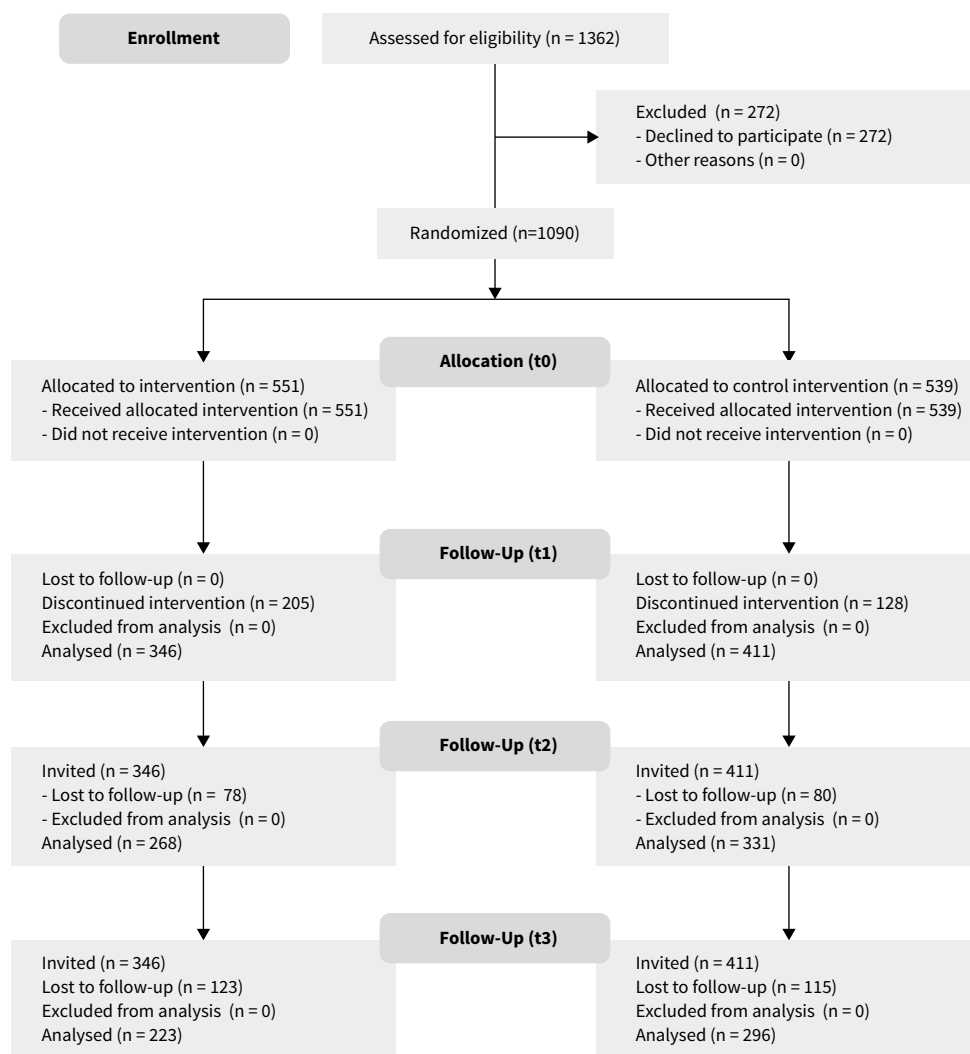 Enrollment
Assessed for eligibility (n = 1362)
Excluded (n = 272)
- Declined to participate (n = 272)
- Other reasons (n = 0)
Randomized (n=1090)
Allocation (t0)
Allocated to intervention (n = 551)
- Received allocated intervention (n = 551)
- Did not receive intervention (n = 0)
Allocated to control intervention (n = 539)
- Received allocated intervention (n = 539)
- Did not receive intervention (n = 0)
Follow-Up (t1)
Lost to follow-up (n = 0)
Discontinued intervention (n = 205)
Excluded from analysis (n = 0)
Analysed (n = 346)
Lost to follow-up (n = 0)
Discontinued intervention (n = 128)
Excluded from analysis (n = 0)
Analysed (n = 411)
Follow-Up (t2)
Invited (n = 346)
- Lost to follow-up (n = 78)
- Excluded from analysis (n = 0)
Analysed (n = 268)
Invited (n = 411)
- Lost to follow-up (n = 80)
- Excluded from analysis (n = 0)
Analysed (n = 331)
Follow-Up (t3)
Invited (n = 346)
Lost to follow-up (n = 123)
Excluded from analysis (n = 0)
Analysed (n = 223)
Invited (n = 411)
Lost to follow-up (n = 115)
Excluded from analysis (n = 0)
Analysed (n = 296)